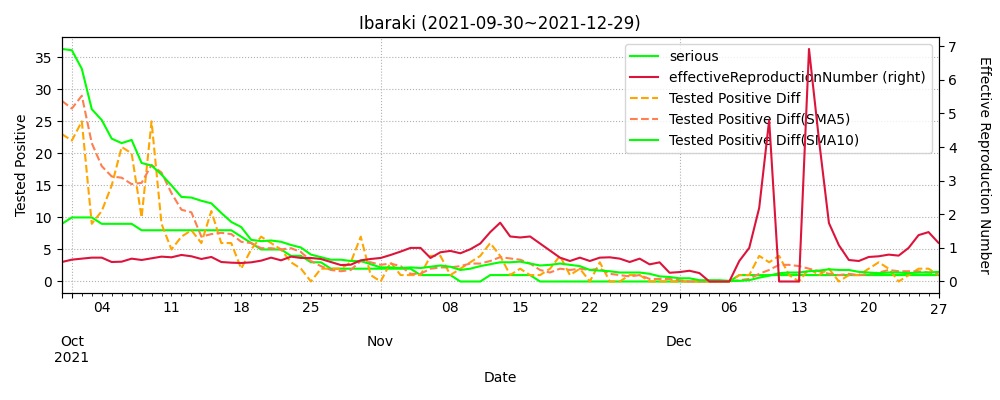 Ibaraki (2021-09-30~2021-12-29)
serious
effectiveReproductionNumber (right)
Tested Positive Diff
Tested Positive Diff(SMA5)
Tested Positive Diff(SMA10)
Tested Positive
35
30
25
20
15
10
5
0
7
6
5
4
3
2
1
0
Effective Reproduction Number
04 11 18 25 08 15 22 29 06 13 20 27
Oct Nov Dec
2021
Date